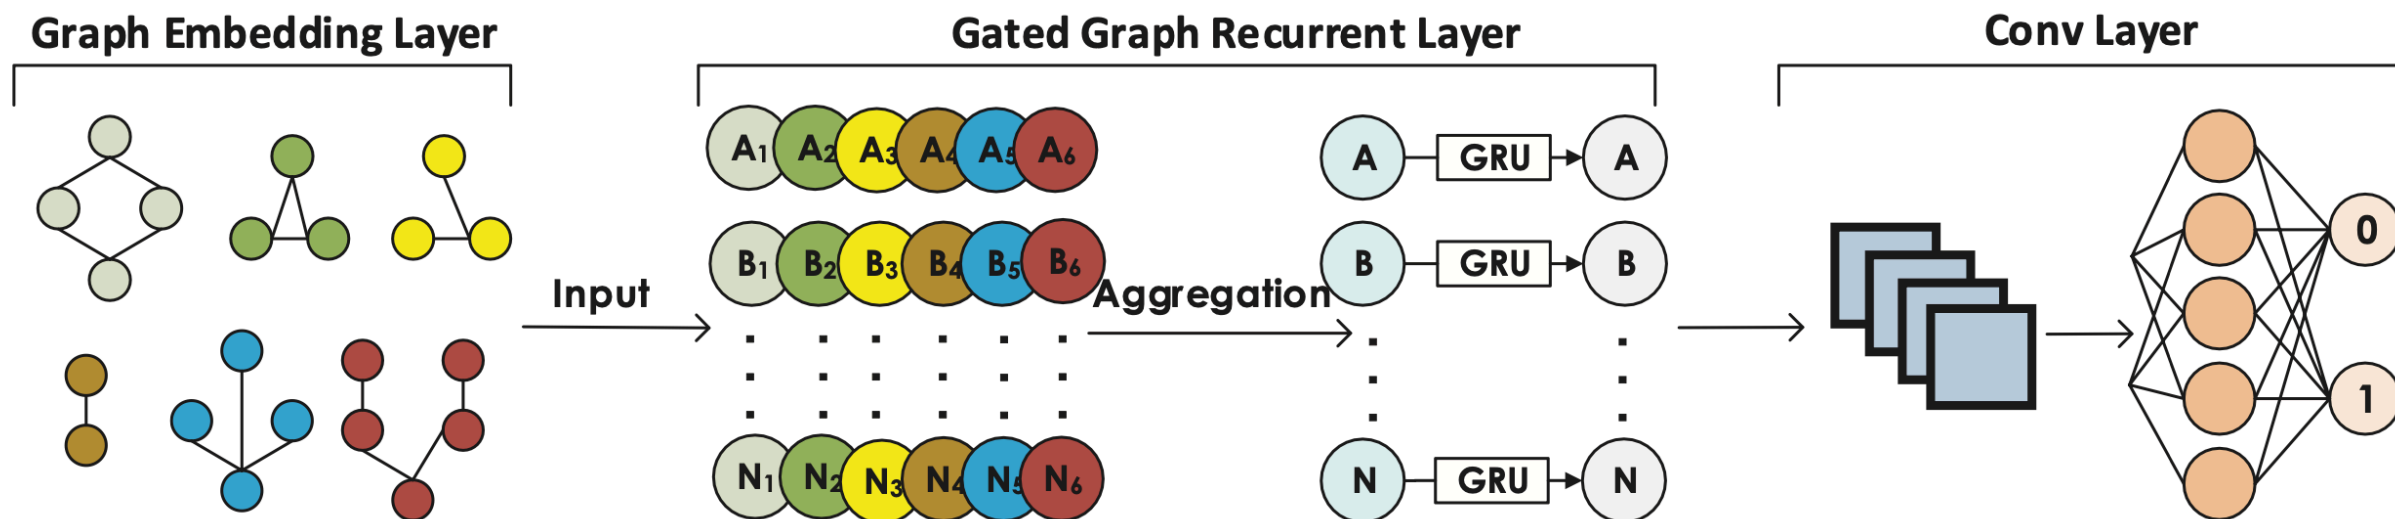 Graph Embedding Layer
Gated Graph Recurrent Layer
Conv Layer
A1 A2 A3 A4 A5 A6
A GRU A
B1 B2 B3 B4 B5 B6
B GRU B
Input
Aggregation
N1 N2 N3 N4 N5 N6
N GRU N
0
1